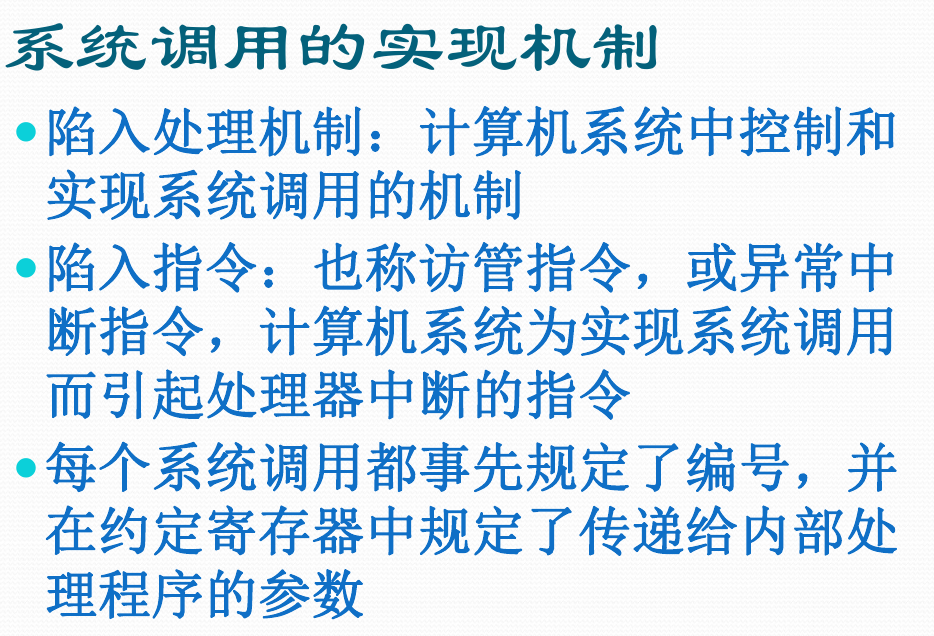 系统调用的实现机制
•陷入处理机制：计算机系统中控制和
实现系统调用的机制
•陷入指令：也称访管指令，或异常中
断指令，计算机系统为实现系统调用
而引起处理器中断的指令
•每个系统调用都事先规定了编号，并
在约定寄存器中规定了传递给内部处
理程序的参数